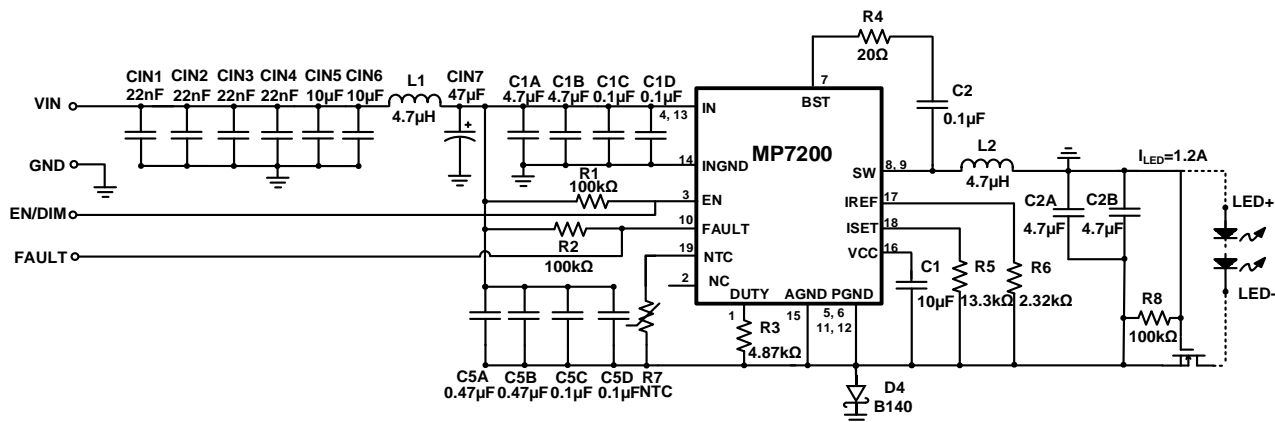 R4
20Ω
7
BST
C2
0.1µF
CIN1 CIN2 CIN3 CIN4 CIN5 CIN6
22nF 22nF 22nF 22nF 10µF 10µF
L1
4.7µH
CIN7
47µF
C1A C1B C1C C1D
4.7µF 4.7µF 0.1µF 0.1µF
VIN
4, 13
IN
MP7200
GND
14
INGND
SW
8, 9
L2
4.7µH
ILED=1.2A
R1
100kΩ
3
EN
IREF
17
C2A C2B
4.7µF 4.7µF
LED+
EN/DIM
10
FAULT
ISET
18
R2
100kΩ
FAULT
19
NTC
VCC
16
C1
10µF
R5
13.3kΩ
R6
2.32kΩ
2
NC
LED-
DUTY AGND PGND
1
15
5, 6
11, 12
R3
4.87kΩ
R8
100kΩ
C5A C5B C5C C5D R7
0.47µF 0.47µF 0.1µF 0.1µF NTC
D4
B140